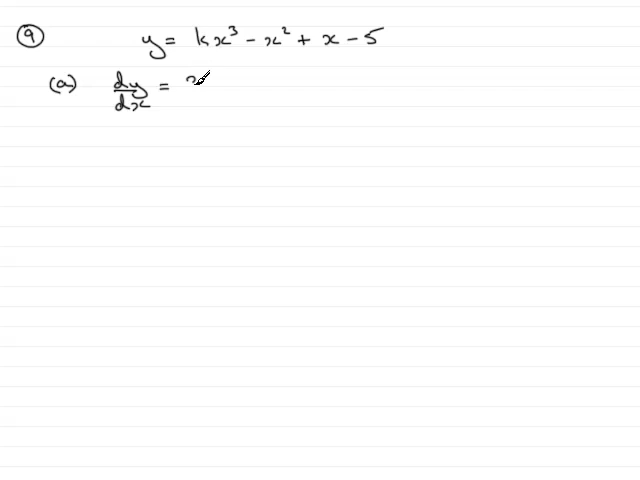 ⑨ y = kx³ - x² + x - 5
(a) dy/dx =